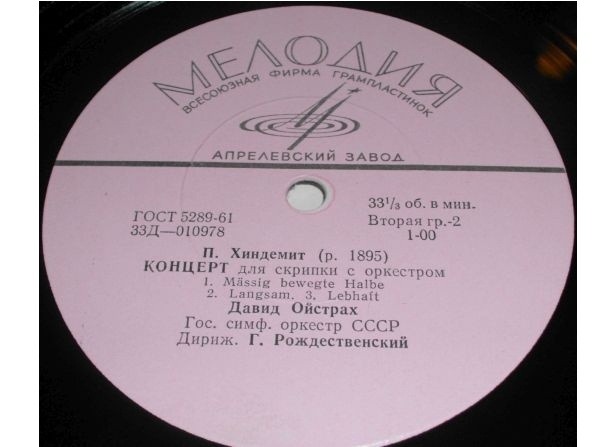 МЕЛОДИЯ
ВСЕСОЮЗНАЯ ФИРМА ГРАМПЛАСТИНОК
АПРЕЛЕВСКИЙ ЗАВОД
ГОСТ 5289-61
33Д—010978
33⅓ об. в мин.
Вторая гр.-2
1-00
П. Хиндемит (р. 1895)
КОНЦЕРТ для скрипки с оркестром
1. Mässig bewegte Halbe
2. Langsam. 3. Lebhaft
Давид Ойстрах
Гос. симф. оркестр СССР
Дириж. Г. Рождественский